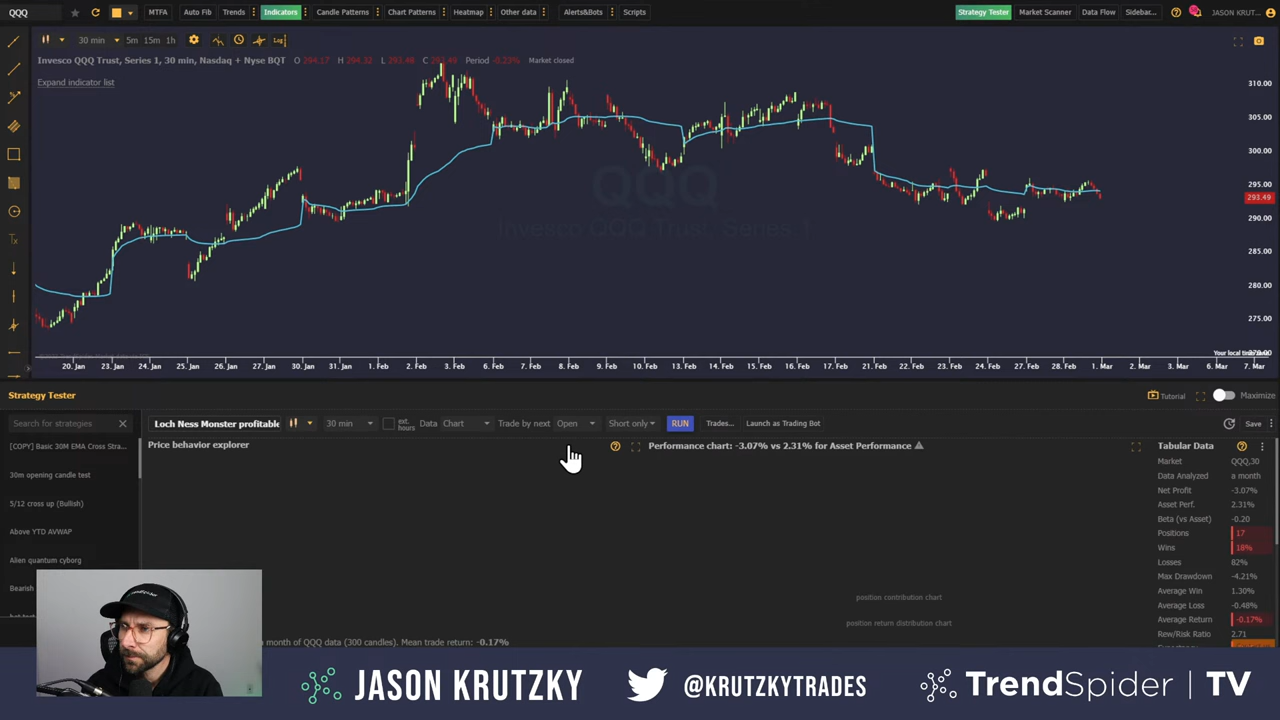 QQQ
MTFA
Auto Fib
Trends
Indicators
Candle Patterns
Chart Patterns
Heatmap
Other data
Alerts&Bots
Scripts
Strategy Tester
Market Scanner
Data Flow
Sidebar...
JASON KRUT...
30 min
5m 15m 1h
Log
Invesco QQQ Trust, Series 1, 30 min, Nasdaq + Nyse BQT O 294.17 H 294.32 L 293.48 C 293.49 Period -0.23% Market closed
Expand indicator list
QQQ
Invesco QQQ Trust, Series 1
310.00
305.00
300.00
295.00
293.49
290.00
285.00
280.00
275.00
270.00
20. Jan 23. Jan 24. Jan 25. Jan 26. Jan 27. Jan 30. Jan 31. Jan 1. Feb 2. Feb 3. Feb 6. Feb 7. Feb 8. Feb 9. Feb 10. Feb 13. Feb 14. Feb 15. Feb 16. Feb 17. Feb 21. Feb 22. Feb 23. Feb 24. Feb 27. Feb 28. Feb 1. Mar 2. Mar 3. Mar 6. Mar 7. Mar
Strategy Tester
Tutorial
Maximize
Search for strategies
Loch Ness Monster profitable
30 min
ext. hours
Data Chart
Trade by next Open
Short only
RUN
Trades...
Launch as Trading Bot
Save
[COPY] Basic 30M EMA Cross Stra...
30m opening candle test
5/12 cross up (Bullish)
Above YTD AVWAP
Alien quantum cyborg
Bearish
Price behavior explorer
month of QQQ data (300 candles). Mean trade return: -0.17%
Performance chart: -3.07% vs 2.31% for Asset Performance
position contribution chart
position return distribution chart
Tabular Data
Market QQQ,30
Data Analyzed a month
Net Profit -3.07%
Asset Perf. 2.31%
Beta (vs Asset) -0.20
Positions 17
Wins 18%
Losses 82%
Max Drawdown -4.21%
Average Win 1.30%
Average Loss -0.48%
Average Return -0.17%
Rew/Risk Ratio 2.71
JASON KRUTZKY
@KRUTZKYTRADES
TrendSpider | TV